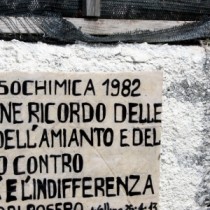 SOCHIMICA 1982
NE RICORDO DELLE
DELL'AMIANTO E DEL
O CONTRO
E L'INDIFFERENZA